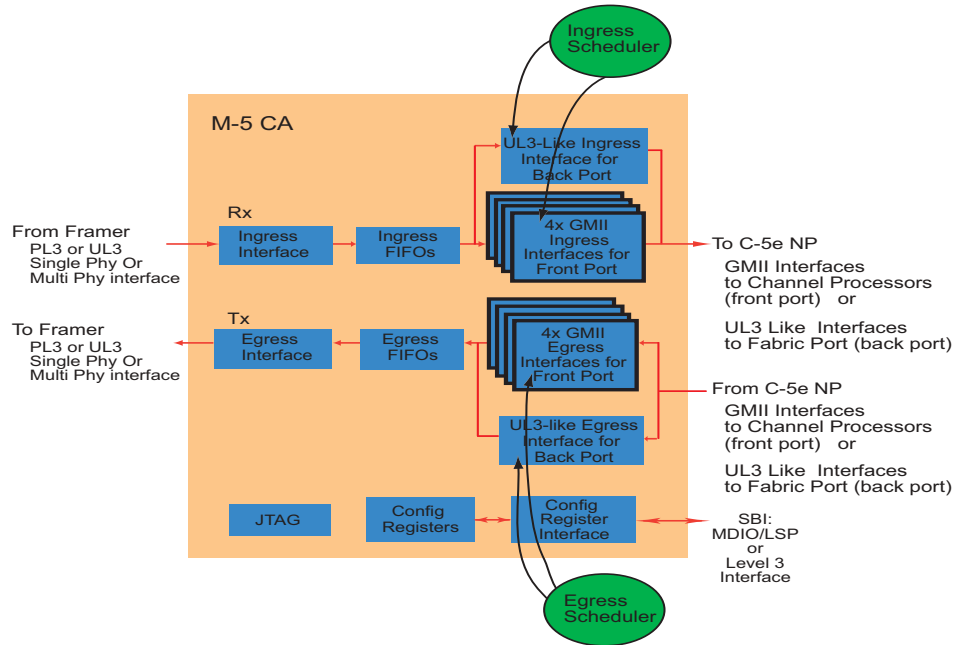 Ingress
Scheduler
M-5 CA
UL3-Like Ingress
Interface for
Back Port
Rx
From Framer
PL3 or UL3
Single Phy Or
Multi Phy interface
Ingress
Interface
Ingress
FIFOs
4x GMII
Ingress
Interfaces for
Front Port
To C-5e NP
GMII Interfaces
to Channel Processors
(front port) or
UL3 Like Interfaces
to Fabric Port (back port)
Tx
To Framer
PL3 or UL3
Single Phy Or
Multi Phy interface
Egress
Interface
Egress
FIFOs
4x GMII
Egress
Interfaces for
Front Port
From C-5e NP
GMII Interfaces
to Channel Processors
(front port) or
UL3 Like Interfaces
to Fabric Port (back port)
UL3-like Egress
Interface for
Back Port
JTAG
Config
Registers
Config
Register
Interface
SBI:
MDIO/LSP
or
Level 3
Interface
Egress
Scheduler